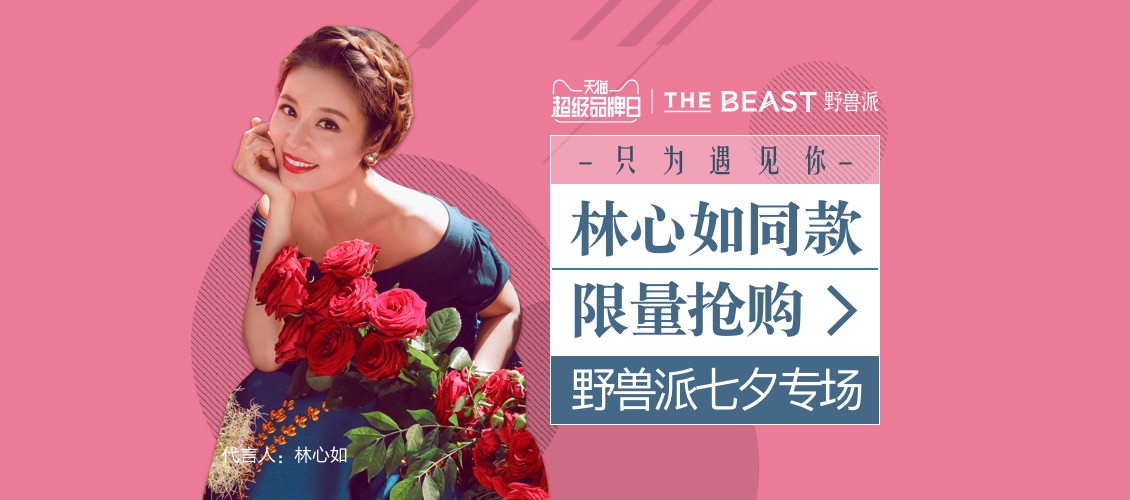 天猫
超级品牌日 | THE BEAST 野兽派
- 只为遇见你 -
林心如同款
限量抢购 >
野兽派七夕专场
代言人：林心如